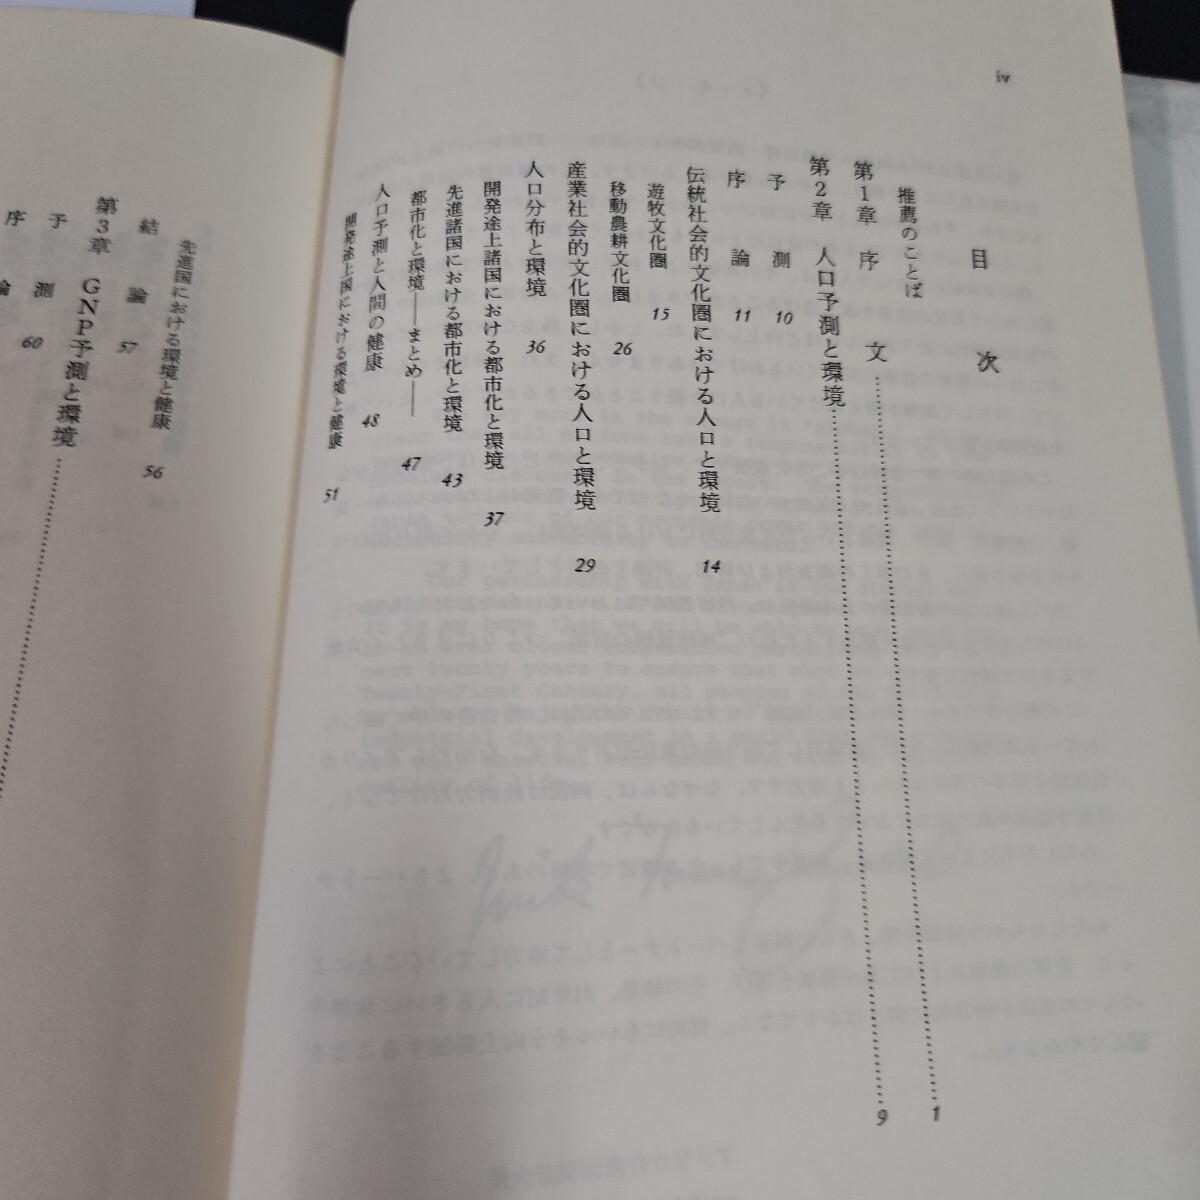 iv
目次
推薦のことば
第1章 序文 1
第2章 人口予測と環境 9
予測 10
序論 11
伝統社会的文化圏における人口と環境 14
遊牧文化圏 15
移動農耕文化圏 26
産業社会的文化圏における人口と環境 29
人口分布と環境 36
開発途上諸国における都市化と環境 37
先進諸国における都市化と環境 43
都市化と環境——まとめ—— 47
人口予測と人間の健康 48
開発途上国における環境と健康 51
先進国における環境と健康 56
結論 57
第3章 GNP予測と環境
予測 60
序論